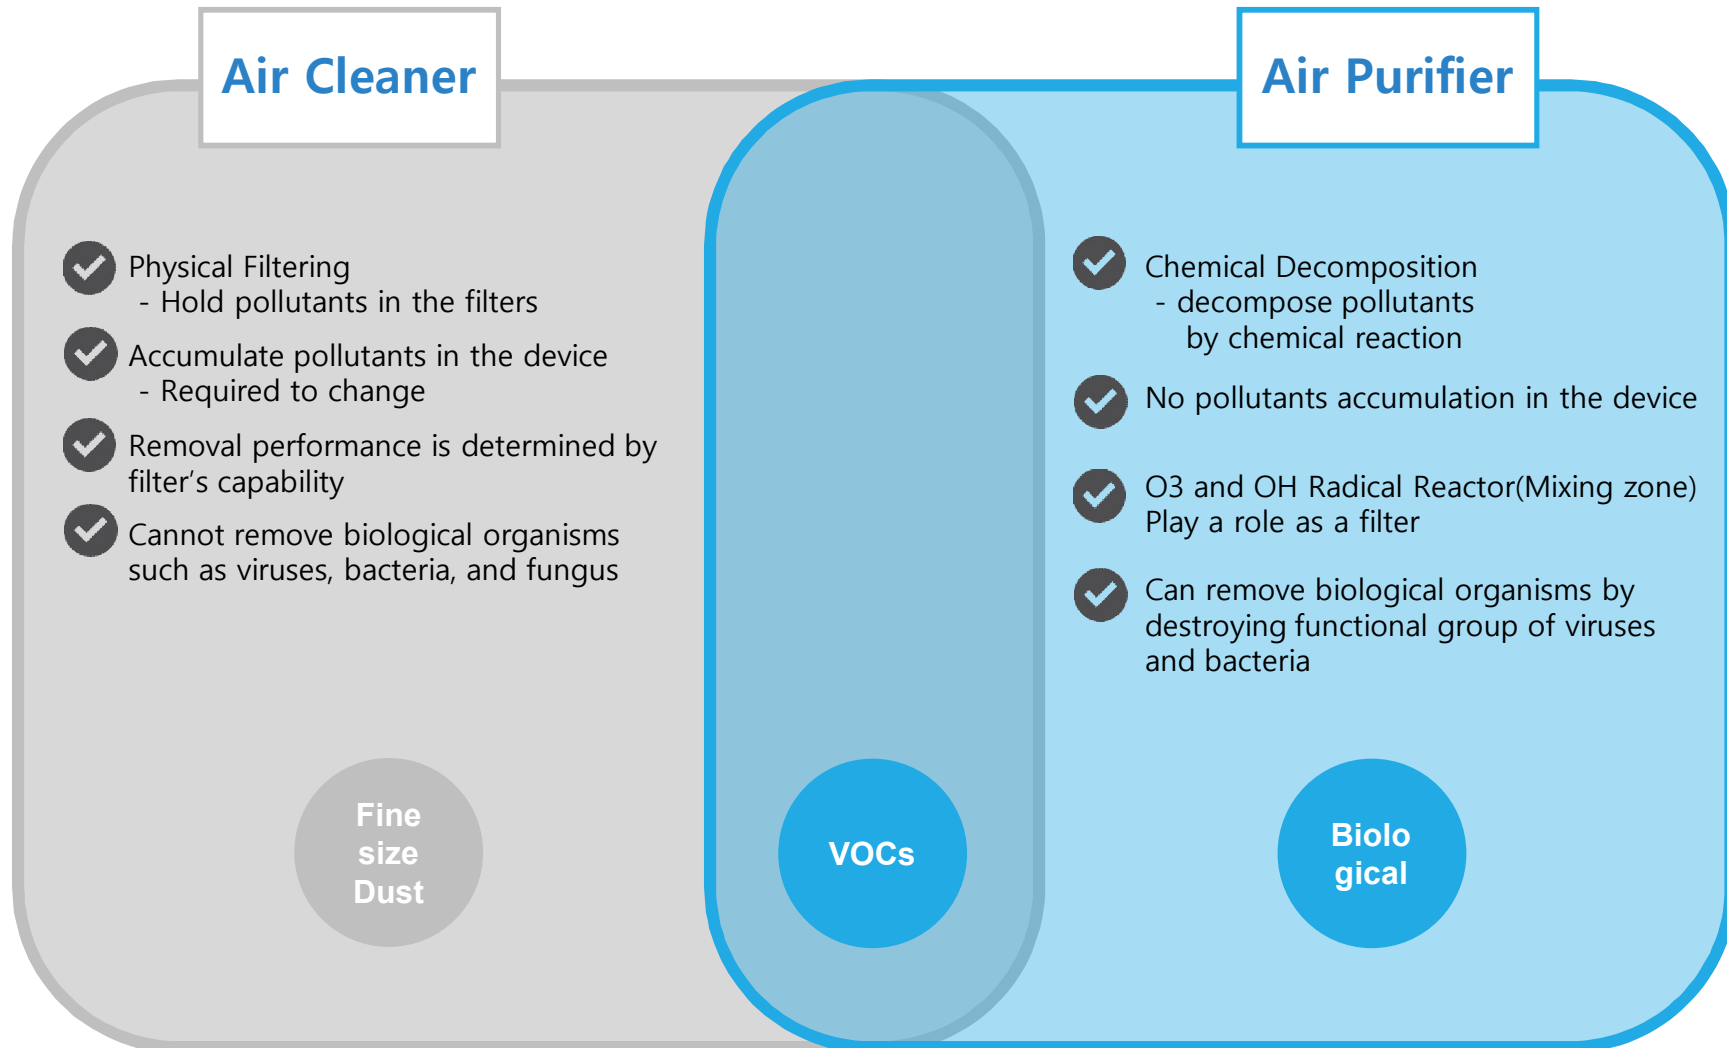 Air Cleaner
Physical Filtering
- Hold pollutants in the filters
Accumulate pollutants in the device
- Required to change
Removal performance is determined by
filter’s capability
Cannot remove biological organisms
such as viruses, bacteria, and fungus
Fine
size
Dust
VOCs
Air Purifier
Chemical Decomposition
- decompose pollutants
by chemical reaction
No pollutants accumulation in the device
O3 and OH Radical Reactor(Mixing zone)
Play a role as a filter
Can remove biological organisms by
destroying functional group of viruses
and bacteria
Biolo
gical